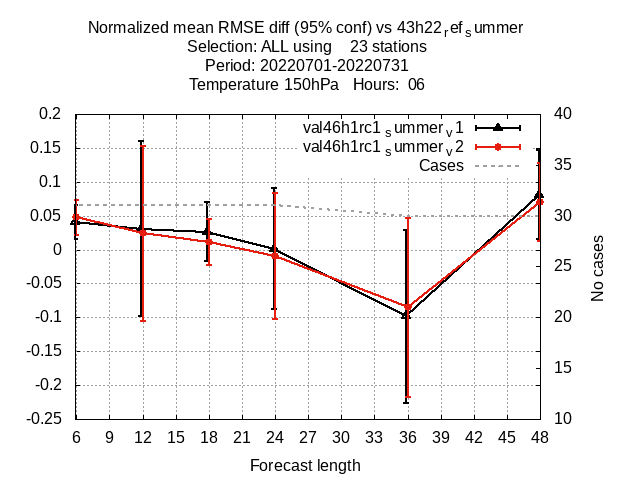 Normalized mean RMSE diff (95% conf) vs 43h22refsummer
Selection: ALL using 23 stations
Period: 20220701-20220731
Temperature 150hPa Hours: 06
val46h1rc1summerv1
val46h1rc1summerv2
Cases
0.2
0.15
0.1
0.05
0
-0.05
-0.1
-0.15
-0.2
-0.25
40
35
30
25
20
15
10
No cases
6 9 12 15 18 21 24 27 30 33 36 39 42 45 48
Forecast length